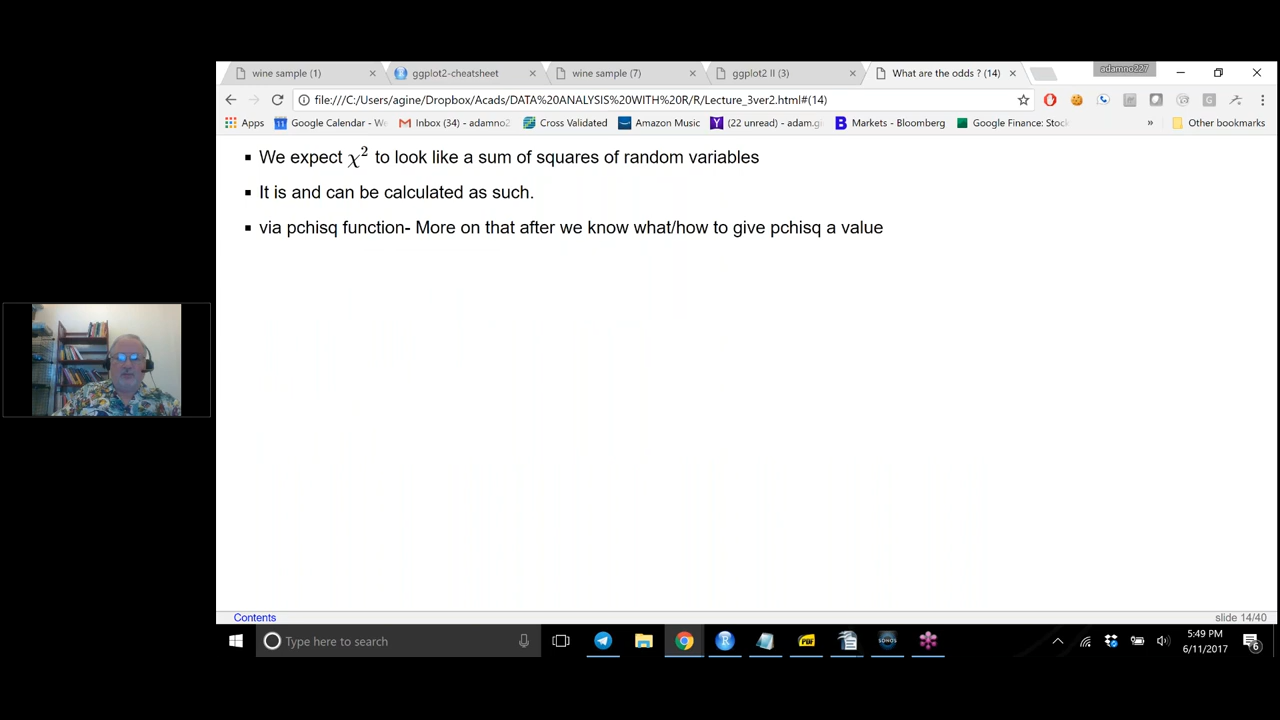 wine sample (1)
ggplot2-cheatsheet
wine sample (7)
ggplot2 II (3)
What are the odds ? (14)
adamno227
file:///C:/Users/agine/Dropbox/Acads/DATA%20ANALYSIS%20WITH%20R/R/Lecture_3ver2.html#(14)
Apps
Google Calendar - We
Inbox (34) - adamno2
Cross Validated
Amazon Music
(22 unread) - adam.g
Markets - Bloomberg
Google Finance: Stock
»
Other bookmarks
▪ We expect χ² to look like a sum of squares of random variables
▪ It is and can be calculated as such.
▪ via pchisq function- More on that after we know what/how to give pchisq a value
Contents
slide 14/40
Type here to search
5:49 PM
6/11/2017
6